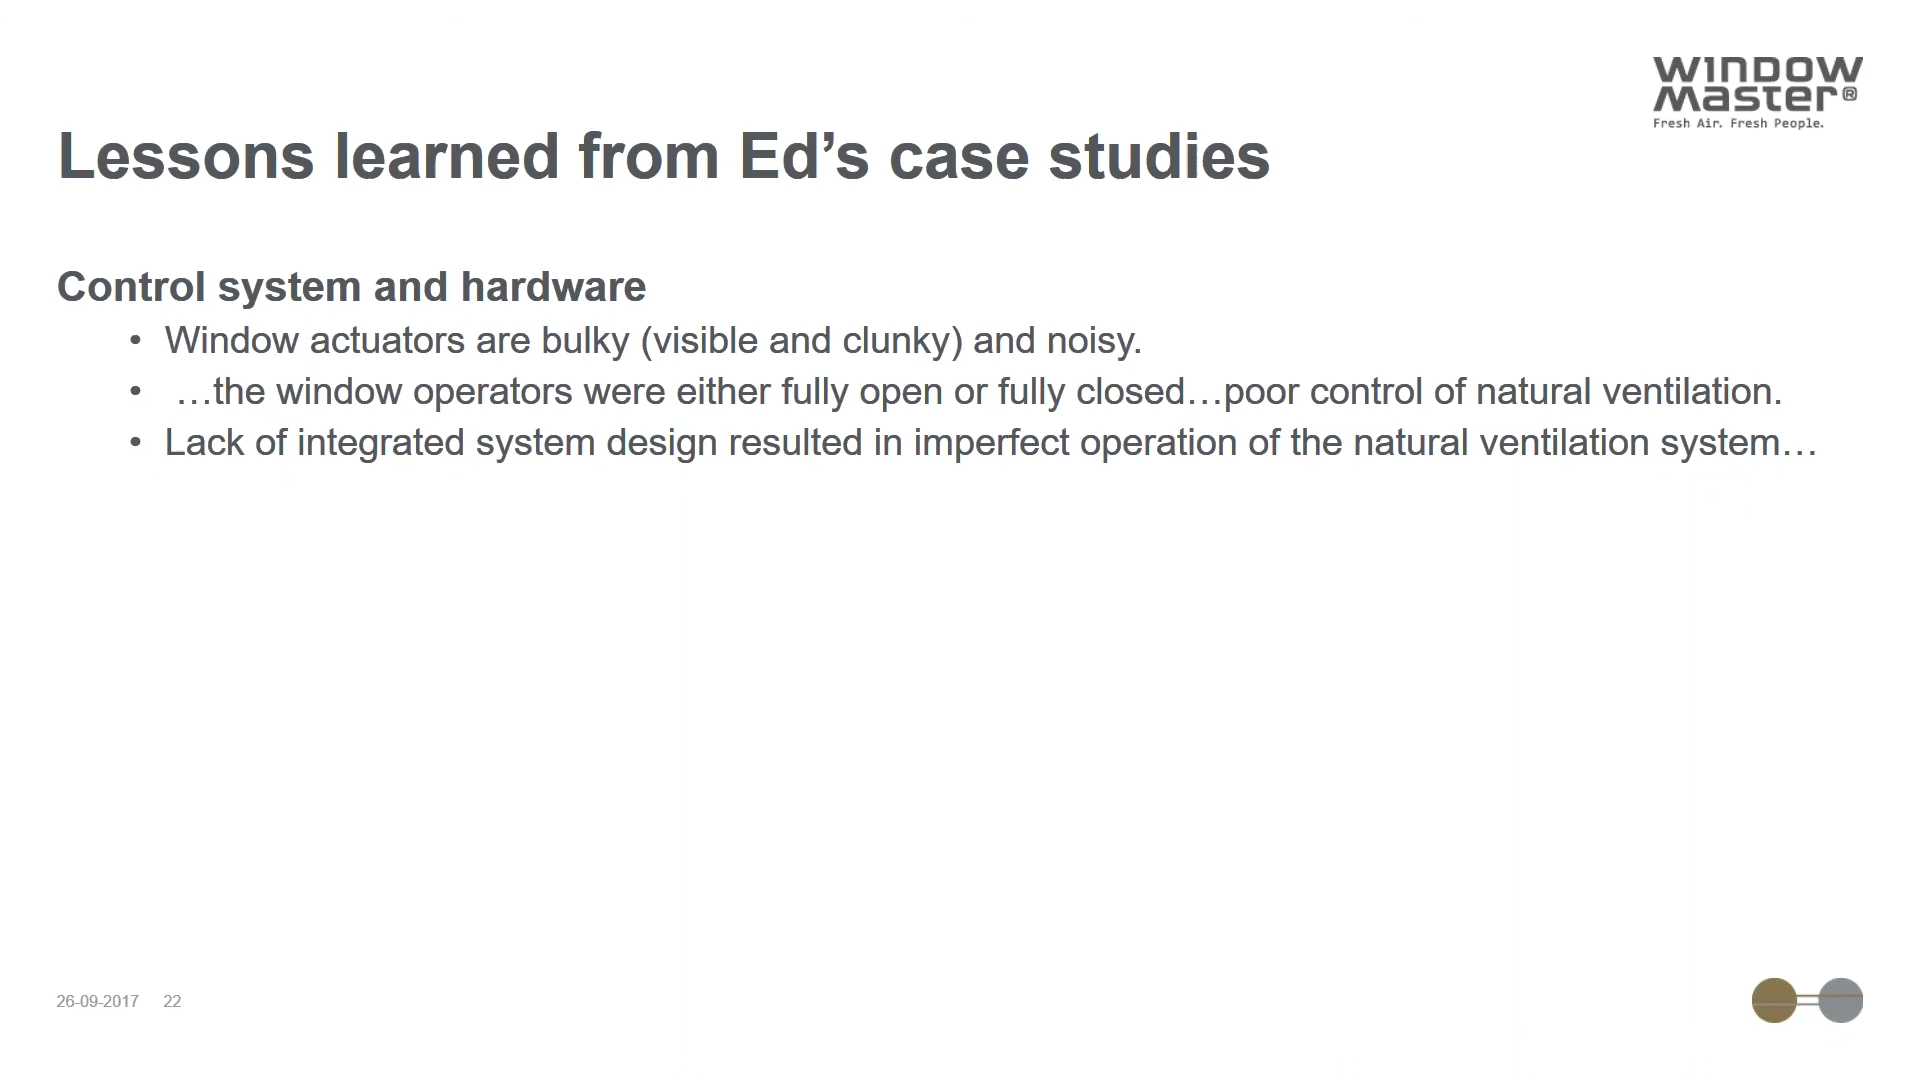 WINDOW
Master®
Fresh Air. Fresh People.
Lessons learned from Ed’s case studies
Control system and hardware
• Window actuators are bulky (visible and clunky) and noisy.
• …the window operators were either fully open or fully closed…poor control of natural ventilation.
• Lack of integrated system design resulted in imperfect operation of the natural ventilation system…
26-09-2017 22